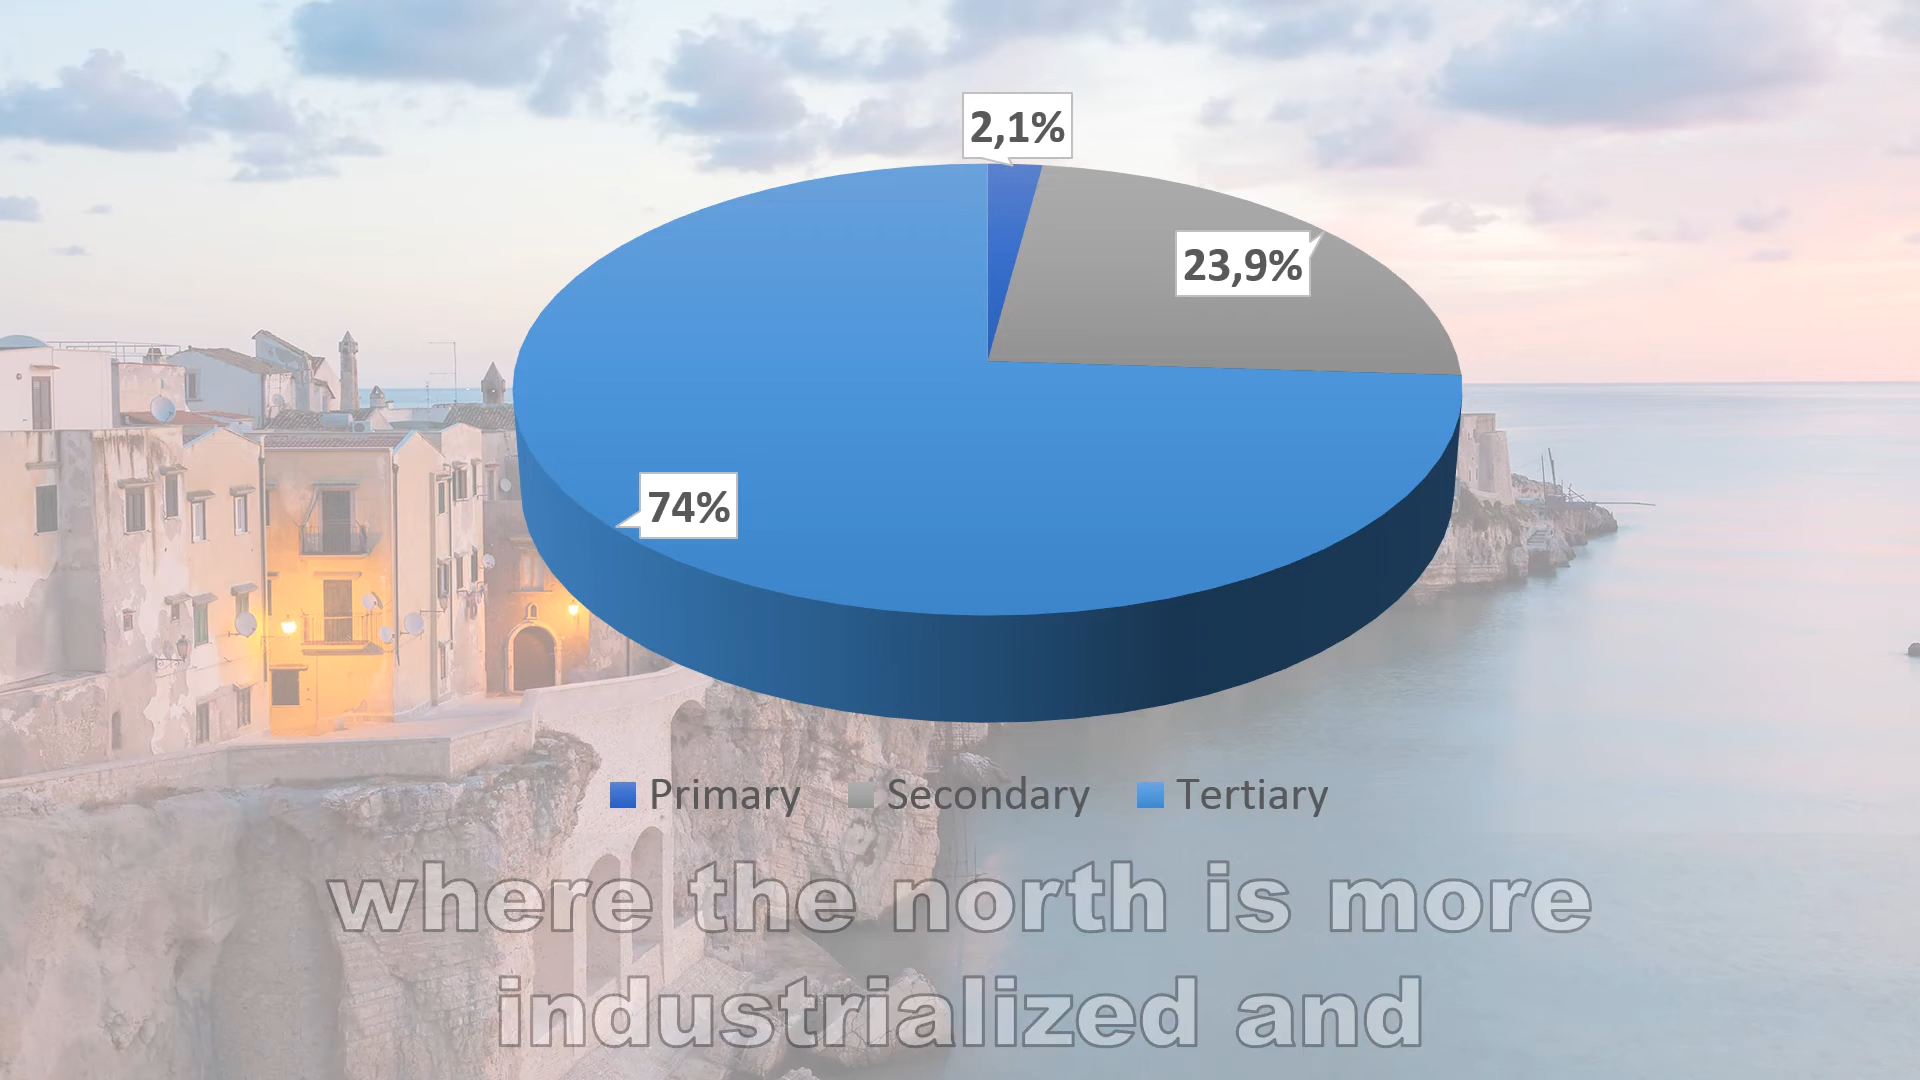 2,1%
23,9%
74%
Primary Secondary Tertiary
where the north is more
industrialized and